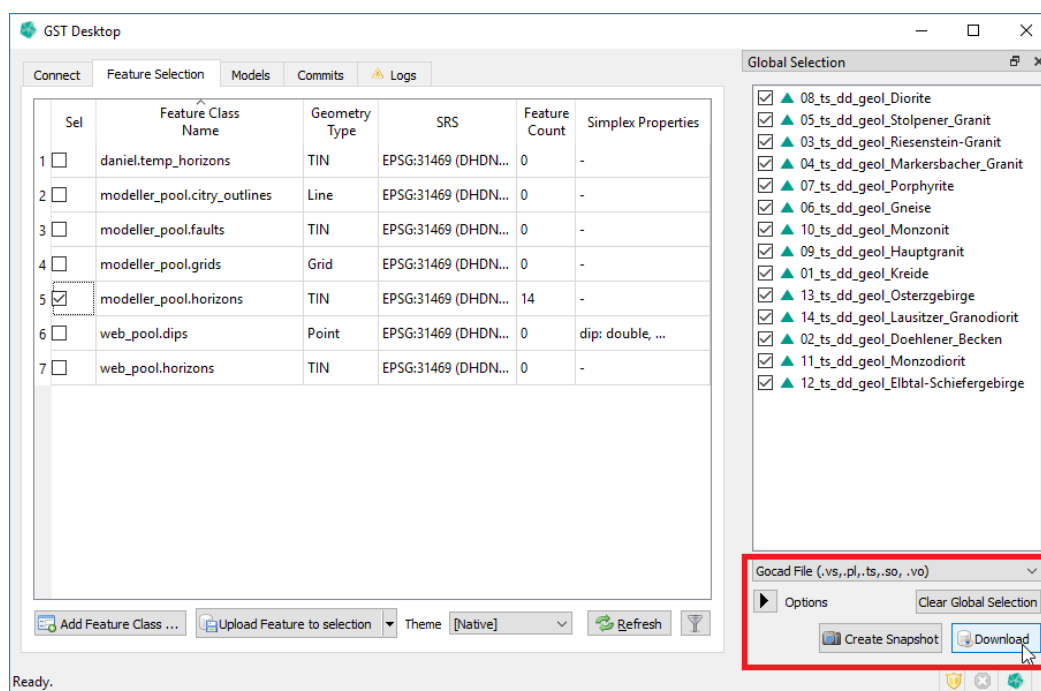 GST Desktop
Connect Feature Selection Models Commits Logs
Sel Feature Class Name Geometry Type SRS Feature Count Simplex Properties
1 daniel.temp_horizons TIN EPSG:31469 (DHDN... 0 -
2 modeller_pool.citry_outlines Line EPSG:31469 (DHDN... 0 -
3 modeller_pool.faults TIN EPSG:31469 (DHDN... 0 -
4 modeller_pool.grids Grid EPSG:31469 (DHDN... 0 -
5 modeller_pool.horizons TIN EPSG:31469 (DHDN... 14 -
6 web_pool.dips Point EPSG:31469 (DHDN... 0 dip: double, ...
7 web_pool.horizons TIN EPSG:31469 (DHDN... 0 -
Add Feature Class ... Upload Feature to selection Theme [Native] Refresh
Global Selection
08_ts_dd_geol_Diorite
05_ts_dd_geol_Stolpener_Granit
03_ts_dd_geol_Riesenstein-Granit
04_ts_dd_geol_Markersbacher_Granit
07_ts_dd_geol_Porphyrite
06_ts_dd_geol_Gneise
10_ts_dd_geol_Monzonit
09_ts_dd_geol_Hauptgranit
01_ts_dd_geol_Kreide
13_ts_dd_geol_Osterzgebirge
14_ts_dd_geol_Lausitzer_Granodiorit
02_ts_dd_geol_Doehlener_Becken
11_ts_dd_geol_Monzodiorit
12_ts_dd_geol_Elbtal-Schiefergebirge
Gocad File (.vs,.pl,.ts,.so, .vo)
Options Clear Global Selection
Create Snapshot Download
Ready.